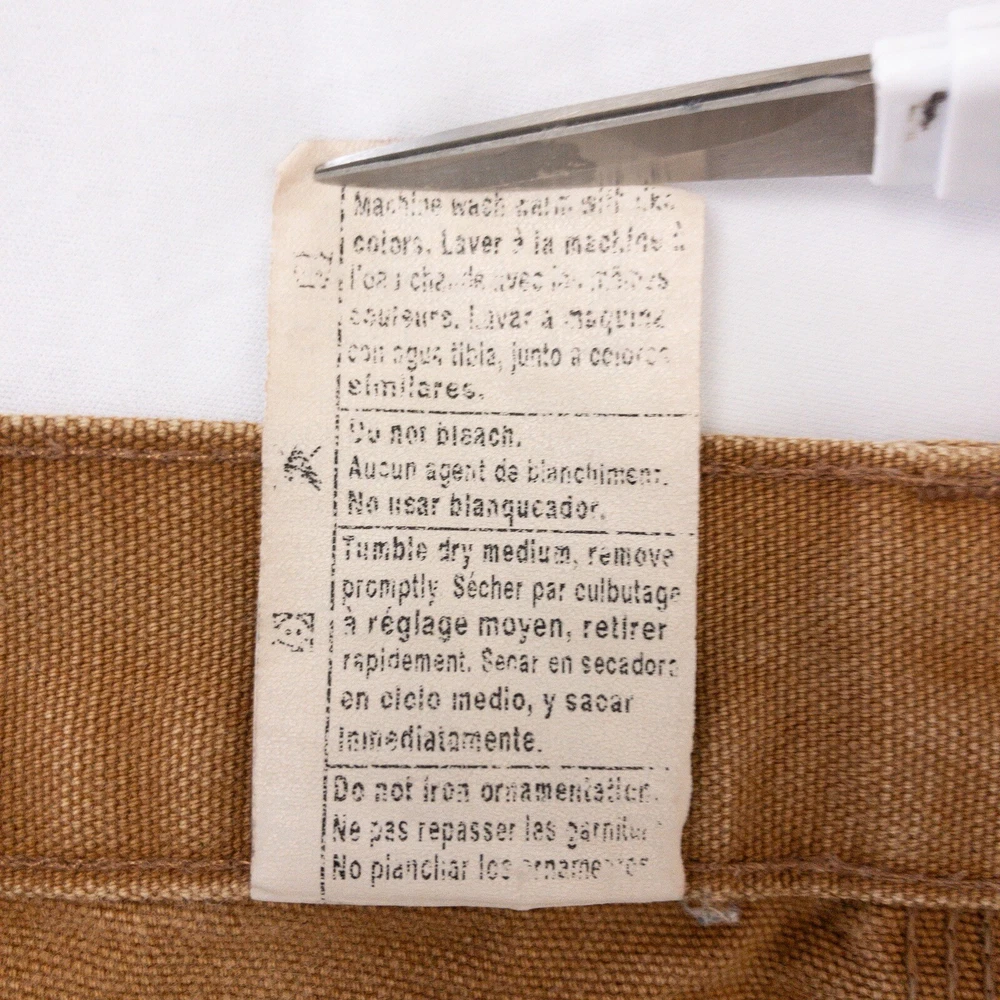 Machine wash warm with like
colors. Laver à la machine à
l'eau chaude avec les mêmes
couleurs. Lavar a maquina
con agua tibia, junto a colores
similares.
Do not bleach.
Aucun agent de blanchiment.
No usar blanqueador.
Tumble dry medium, remove
promptly. Sécher par culbutage
à réglage moyen, retirer
rapidement. Secar en secadora
en ciclo medio, y sacar
inmediatamente.
Do not iron ornamentation.
Ne pas repasser les garnitur
No planchar los ornamentos